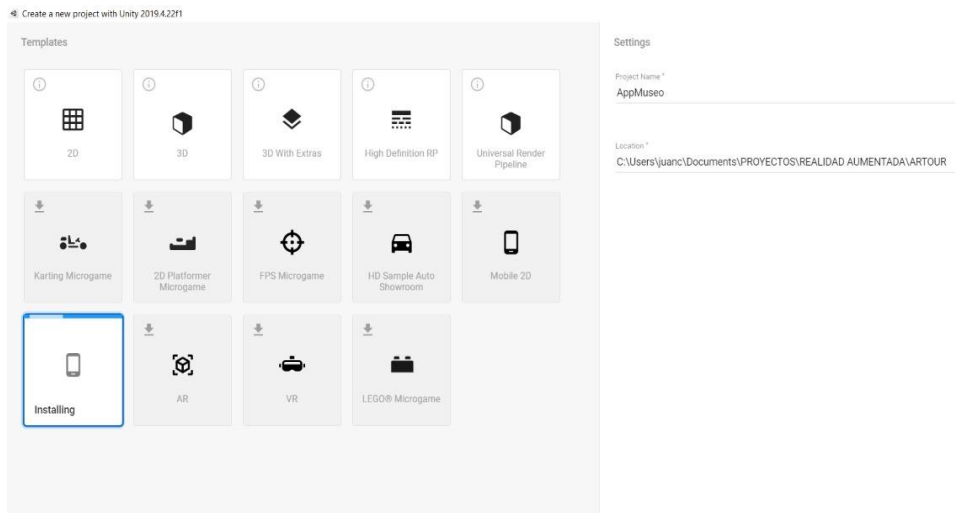 Create a new project with Unity 2019.4.22f1
Templates
2D
3D
3D With Extras
High Definition RP
Universal Render
Pipeline
Karting Microgame
2D Platformer
Microgame
FPS Microgame
HD Sample Auto
Showroom
Mobile 2D
Installing
AR
VR
LEGO® Microgame
Settings
Project Name *
AppMuseo
Location *
C:\Users\juanc\Documents\PROYECTOS\REALIDAD AUMENTADA\ARTOUR